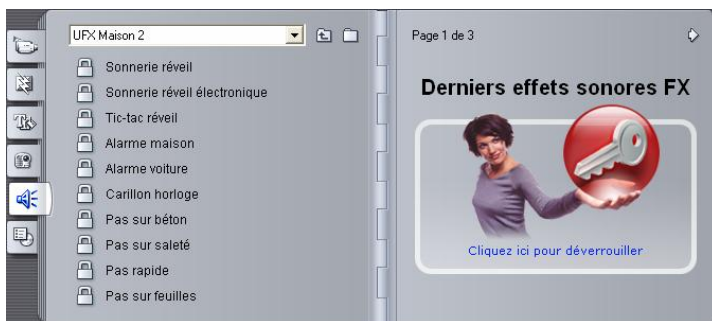 UFX Maison 2
Sonnerie réveil
Sonnerie réveil électronique
Tic-tac réveil
Alarme maison
Alarme voiture
Carillon horloge
Pas sur béton
Pas sur saleté
Pas rapide
Pas sur feuilles
Page 1 de 3
Derniers effets sonores FX
Cliquez ici pour déverrouiller